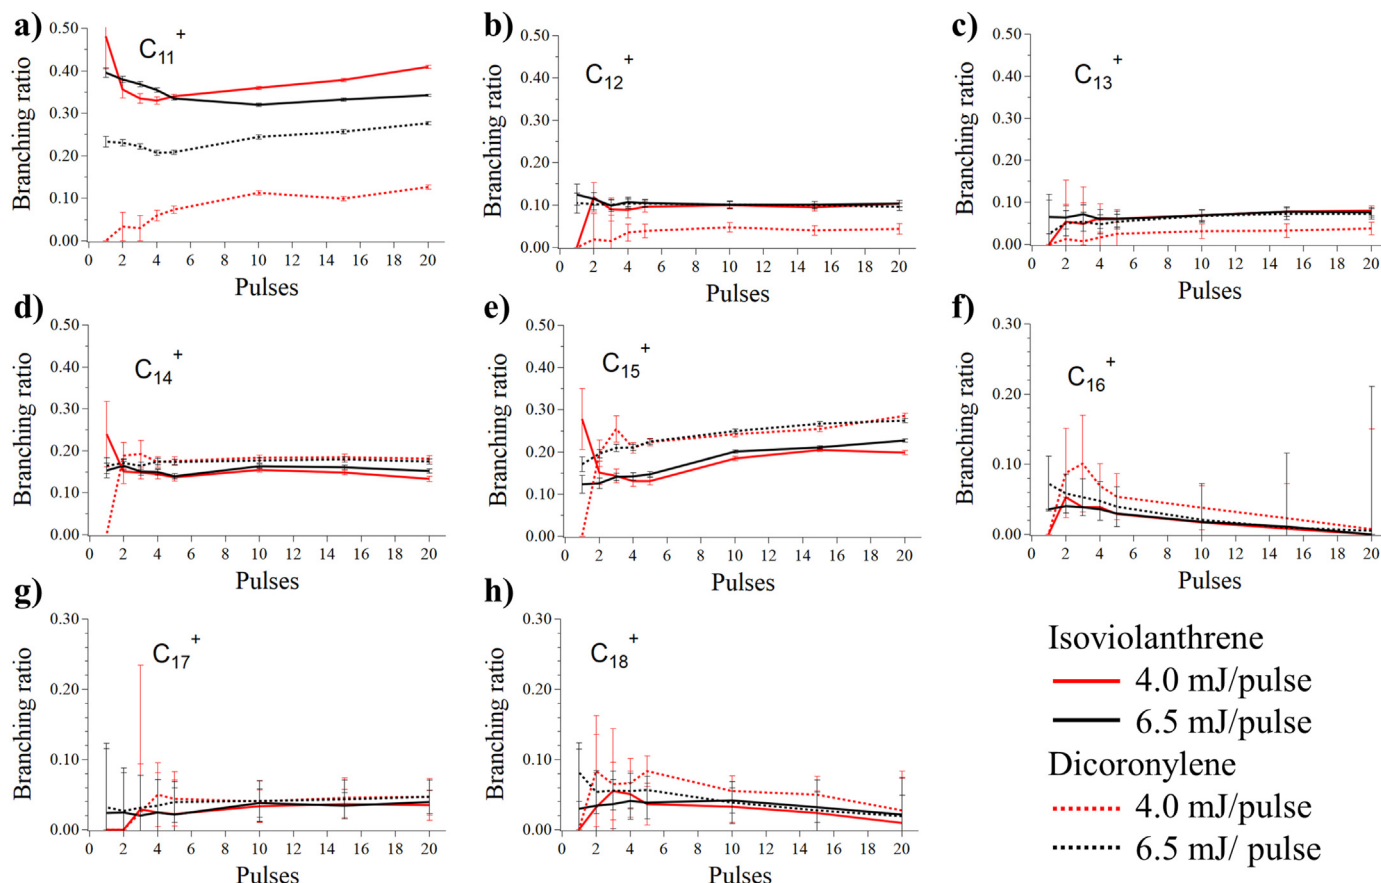 a)
C11+
Branching ratio
0.50
0.40
0.30
0.20
0.10
0.00
0 2 4 6 8 10 12 14 16 18 20
Pulses
b)
C12+
Branching ratio
0.50
0.40
0.30
0.20
0.10
0.00
0 2 4 6 8 10 12 14 16 18 20
Pulses
c)
C13+
Branching ratio
0.50
0.40
0.30
0.20
0.10
0.00
0 2 4 6 8 10 12 14 16 18 20
Pulses
d)
C14+
Branching ratio
0.50
0.40
0.30
0.20
0.10
0.00
0 2 4 6 8 10 12 14 16 18 20
Pulses
e)
C15+
Branching ratio
0.50
0.40
0.30
0.20
0.10
0.00
0 2 4 6 8 10 12 14 16 18 20
Pulses
f)
C16+
Branching ratio
0.30
0.20
0.10
0.00
0 2 4 6 8 10 12 14 16 18 20
Pulses
g)
C17+
Branching ratio
0.30
0.20
0.10
0.00
0 2 4 6 8 10 12 14 16 18 20
Pulses
h)
C18+
Branching ratio
0.30
0.20
0.10
0.00
0 2 4 6 8 10 12 14 16 18 20
Pulses
Isoviolanthrene
4.0 mJ/pulse
6.5 mJ/pulse
Dicoronylene
4.0 mJ/pulse
6.5 mJ/ pulse